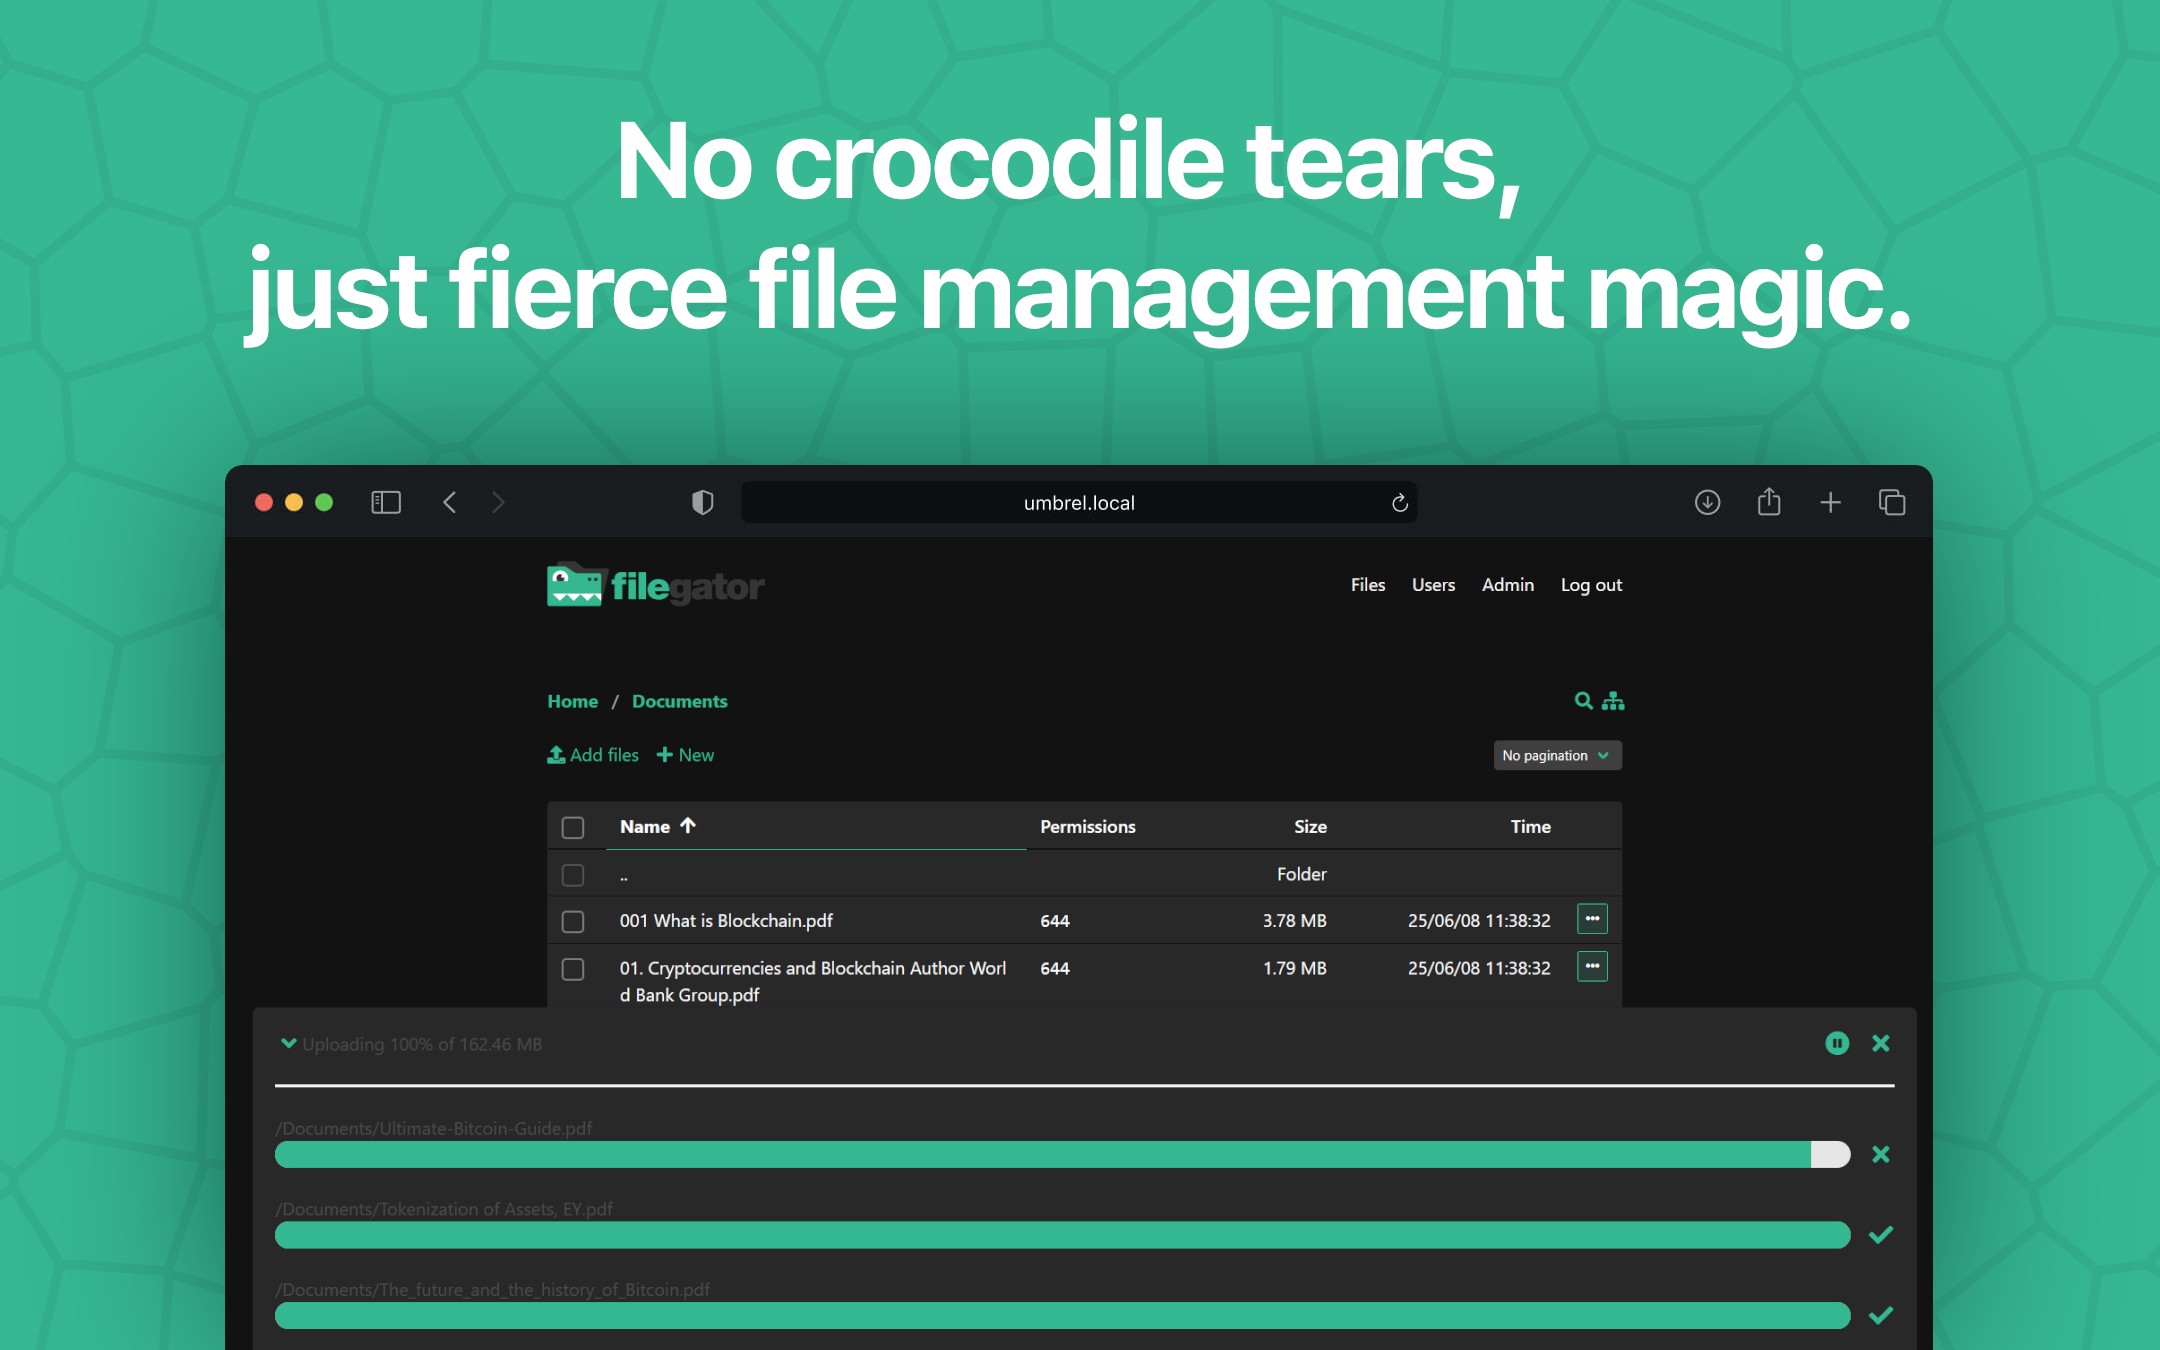 No crocodile tears,
just fierce file management magic.
umbrel.local
filegator
Files Users Admin Log out
Home / Documents
Add files New
No pagination
Name Permissions Size Time
.. Folder
001 What is Blockchain.pdf 644 3.78 MB 25/06/08 11:38:32
01. Cryptocurrencies and Blockchain Author Worl 644 1.79 MB 25/06/08 11:38:32
d Bank Group.pdf
Uploading 100% of 162.46 MB
/Documents/Ultimate-Bitcoin-Guide.pdf
/Documents/Tokenization of Assets, EY.pdf
/Documents/The_future_and_the_history_of_Bitcoin.pdf